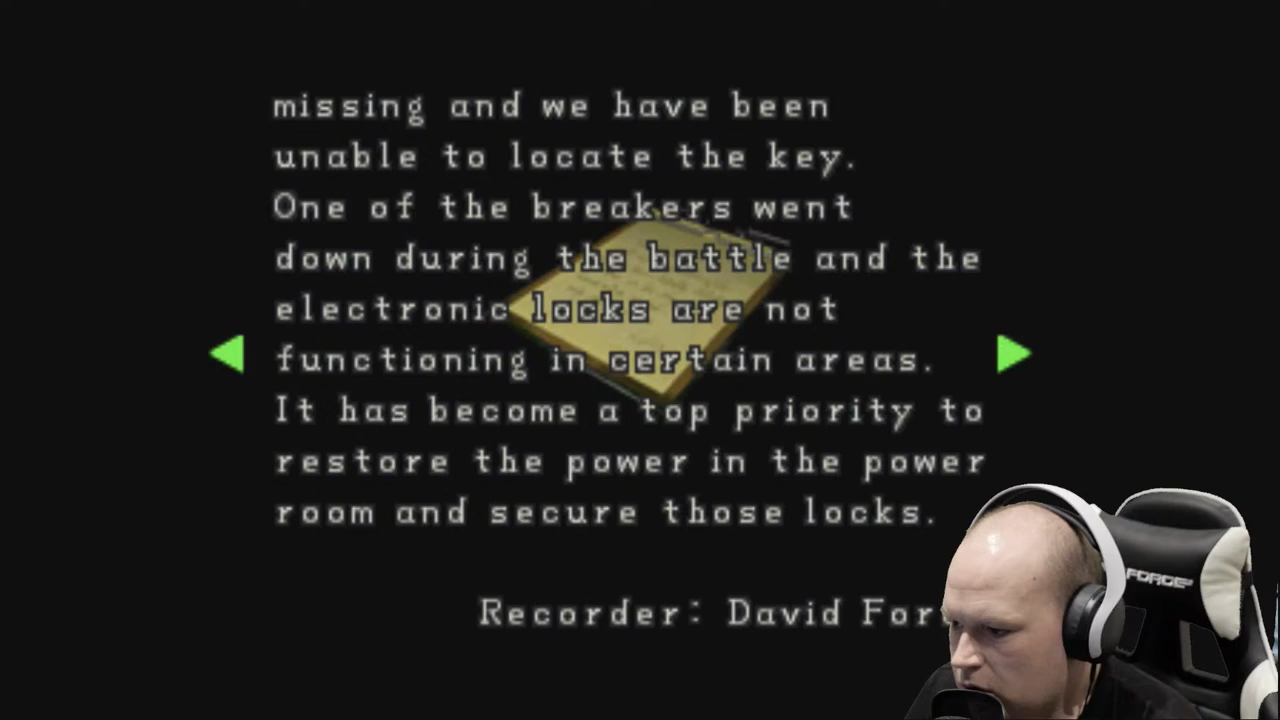 missing and we have been
unable to locate the key.
One of the breakers went
down during the battle and the
electronic locks are not
functioning in certain areas.
It has become a top priority to
restore the power in the power
room and secure those locks.
Recorder: David
FORGE